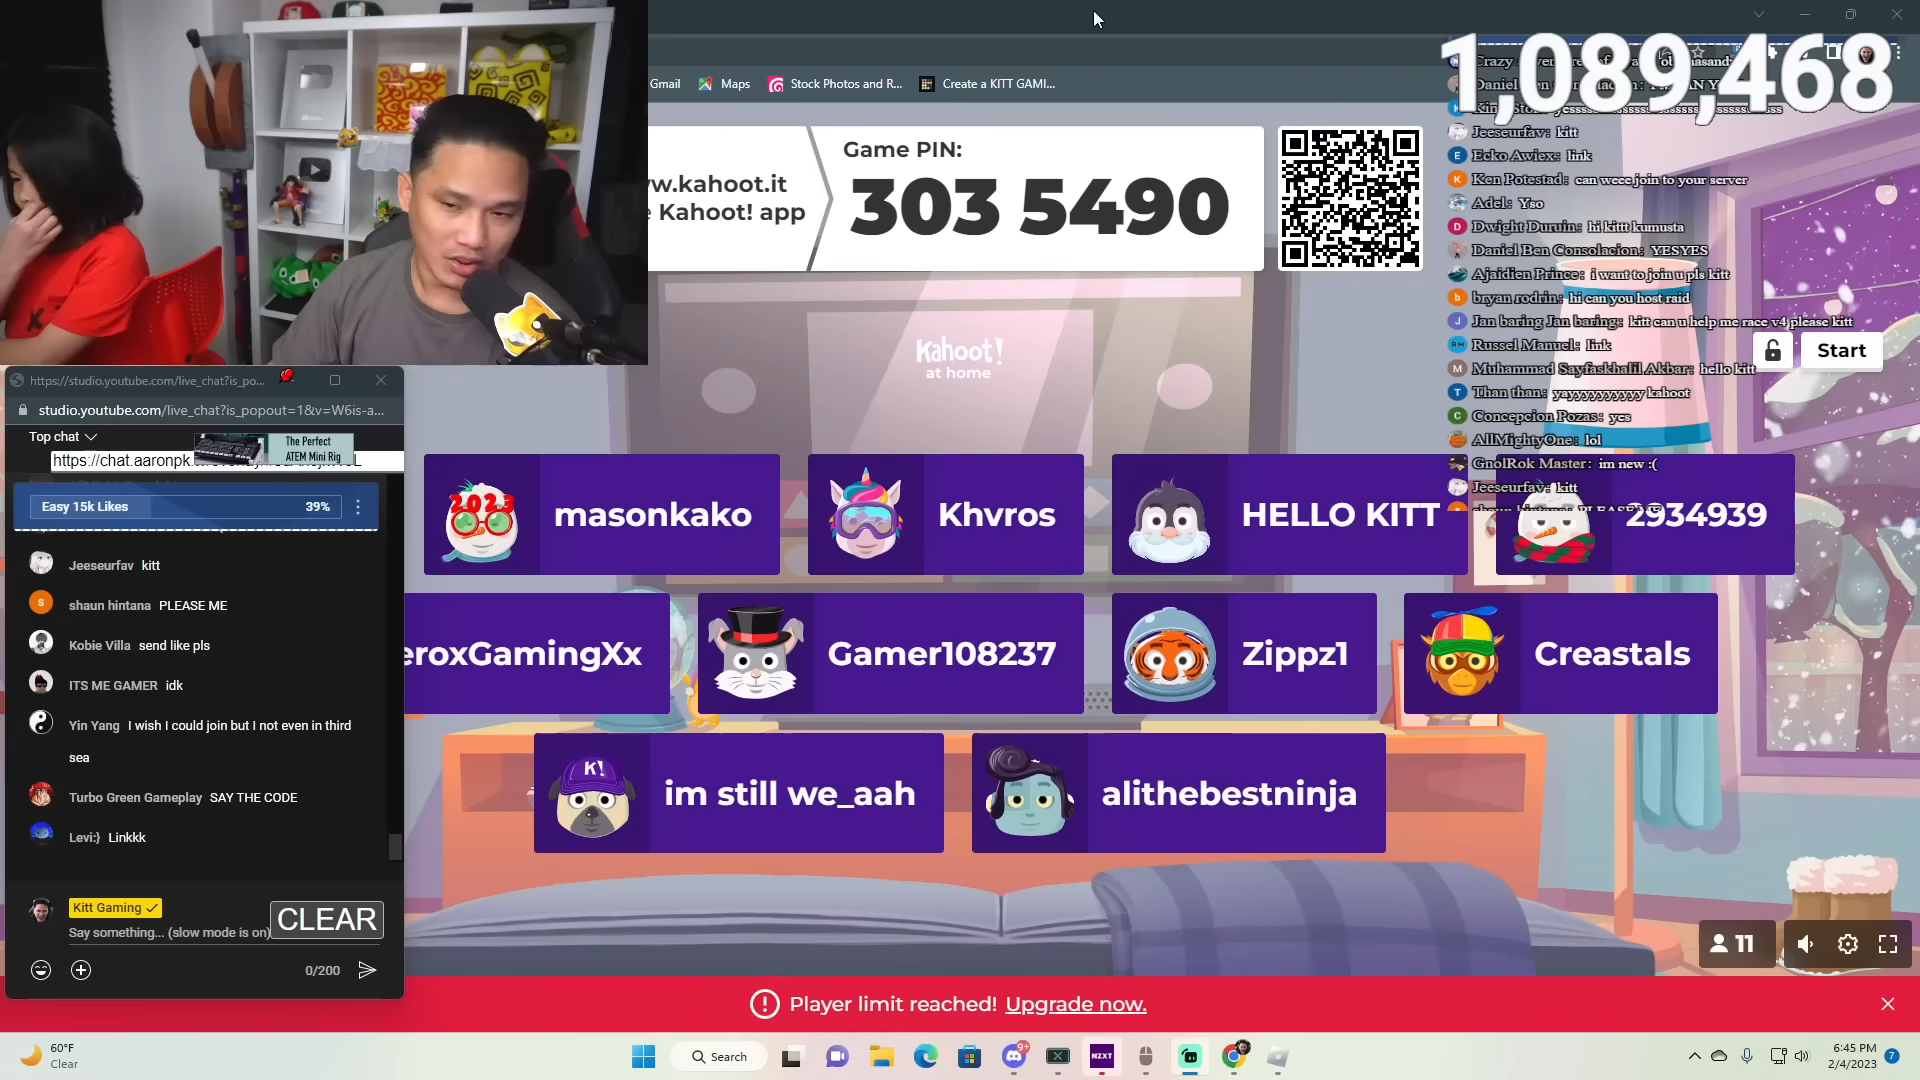 Gmail
Maps
Stock Photos and R...
Create a KITT GAMI...
1,089,468
w.kahoot.it
Kahoot! app
Game PIN:
303 5490
Jeeseurfav: kitt
Ecko Awiex: link
Ken Potestad: can weee join to your server
Adel: Yso
Dwight Duruin: hi kittt kumusta
Daniel Ben Consolacion: YESYES
Ajaidien Prince: i want to join u pls kitt
bryan rodrin: hi can you host raid
Jan baring Jan baring: kitt can u help me race v4 please kitt
Russel Manuel: link
Muhammad Sayfaskhalil Akbar: hello kitt
Than than: yayyyyyyyyyy kahoot
Concepcion Pozas: yes
AllMightyOne: lol
GnolRok Master: im new :(
Jeeseurfav: kitt
Start
Kahoot!
at home
https://studio.youtube.com/live_chat?is_po...
studio.youtube.com/live_chat?is_popout=1&v=W6is-a...
Top chat
The Perfect
ATEM Mini Rig
https://chat.aaronpk.
Easy 15k Likes 39%
Jeeseurfav kitt
shaun hintana PLEASE ME
Kobie Villa send like pls
ITS ME GAMER idk
Yin Yang I wish I could join but I not even in third
sea
Turbo Green Gameplay SAY THE CODE
Levi:} Linkkk
Kitt Gaming
Say something... (slow mode is on)
CLEAR
0/200
2023
masonkako
Khvros
HELLO KITT
2934939
eroxGamingXx
Gamer108237
Zippz1
Creastals
K!
im still we_aah
alithebestninja
11
Player limit reached! Upgrade now.
60°F
Clear
Search
9+
NZXT
6:45 PM
2/4/2023
7